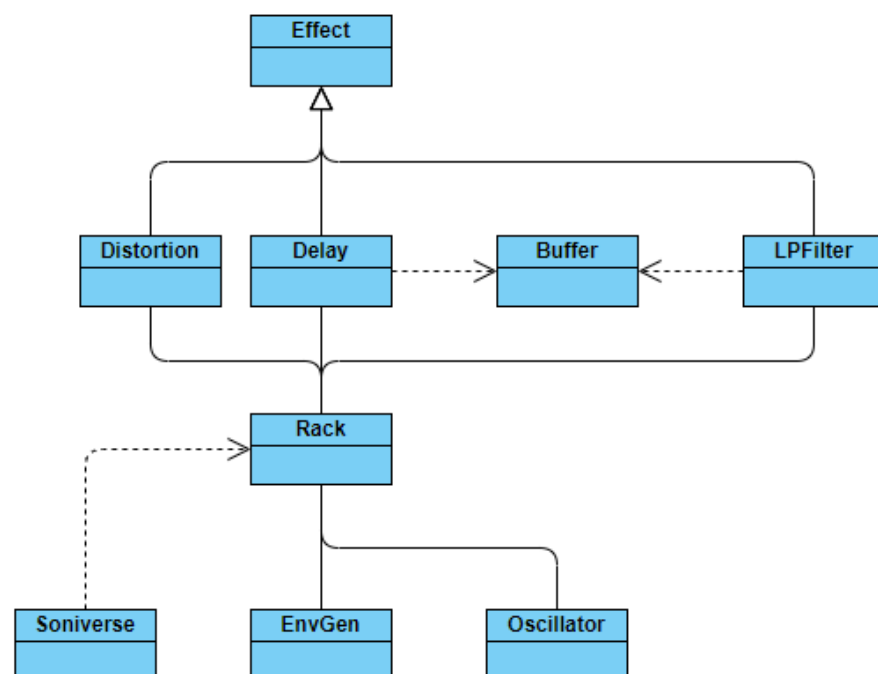 Effect
Distortion
Delay
Buffer
LPFilter
Rack
Soniverse
EnvGen
Oscillator